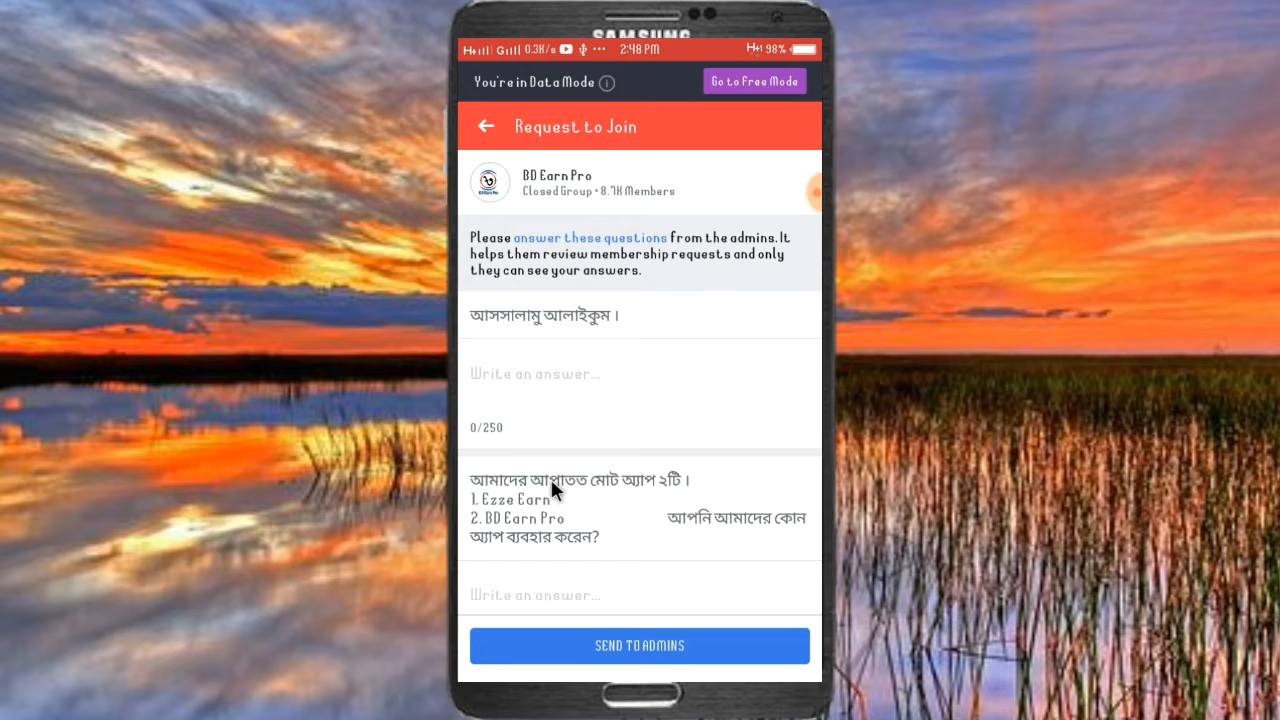 SAMSUNG
H+ G 0.3K/s ... 2:48 PM H+ 98%
You're in Data Mode Go to Free Mode
Request to Join
BD Earn Pro
Closed Group • 8.7K Members
Please answer these questions from the admins. It
helps them review membership requests and only
they can see your answers.
আসসালামু আলাইকুম।
Write an answer...
0/250
আমাদের আপাতত মোট অ্যাপ ২টি।
1. Ezze Earn
2. BD Earn Pro আপনি আমাদের কোন
অ্যাপ ব্যবহার করেন?
Write an answer...
SEND TO ADMINS